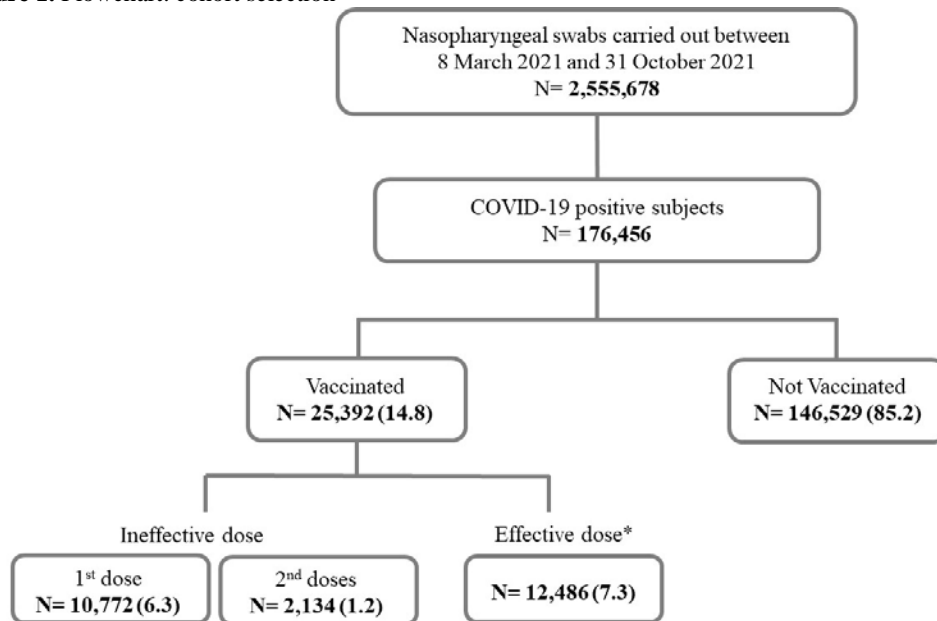 Nasopharyngeal swabs carried out between
8 March 2021 and 31 October 2021
N= 2,555,678
COVID-19 positive subjects
N= 176,456
Vaccinated
N= 25,392 (14.8)
Not Vaccinated
N= 146,529 (85.2)
Ineffective dose
Effective dose*
1st dose
N= 10,772 (6.3)
2nd doses
N= 2,134 (1.2)
N= 12,486 (7.3)